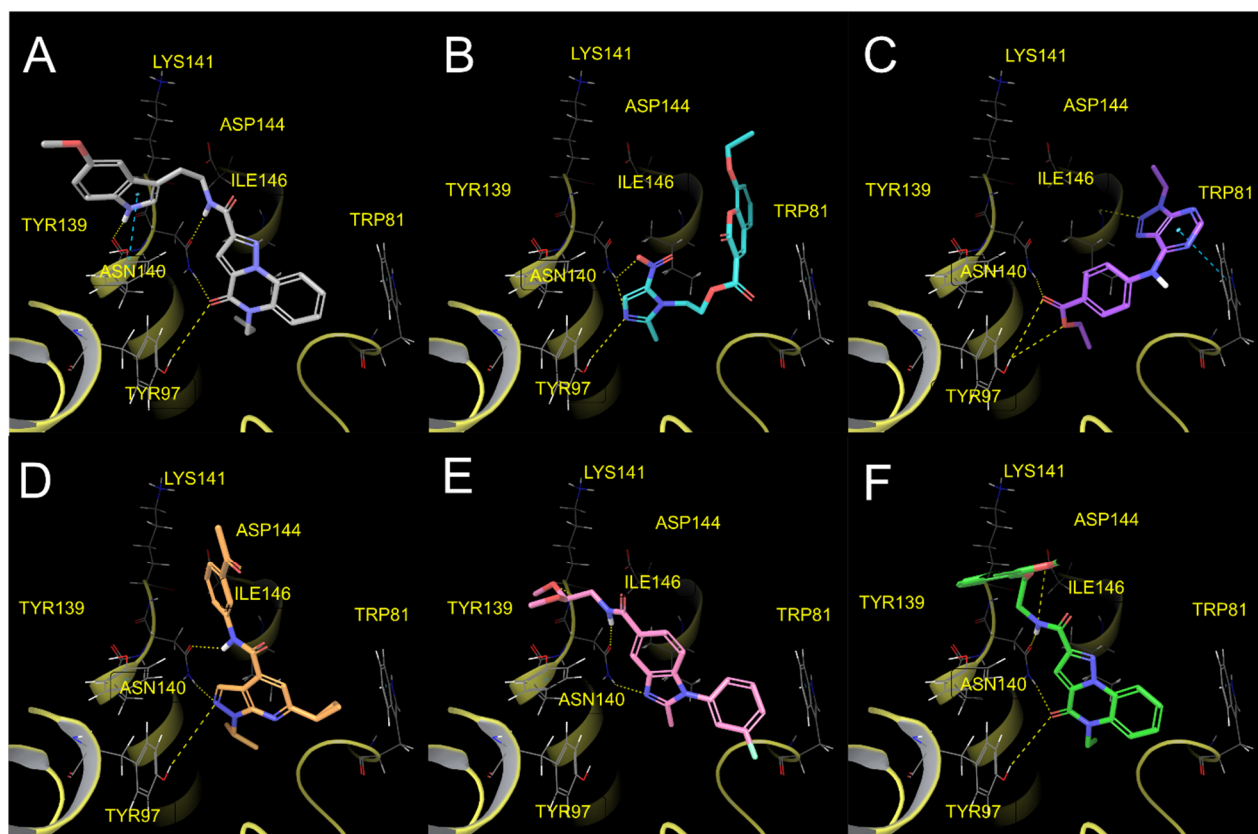 A
LYS141
ASP144
TYR139
ILE146
TRP81
ASN140
TYR97
B
LYS141
ASP144
TYR139
ILE146
TRP81
ASN140
TYR97
C
LYS141
ASP144
TYR139
ILE146
TRP81
ASN140
TYR97
D
LYS141
ASP144
TYR139
ILE146
TRP81
ASN140
TYR97
E
LYS141
ASP144
TYR139
ILE146
TRP81
ASN140
TYR97
F
LYS141
ASP144
TYR139
ILE146
TRP81
ASN140
TYR97